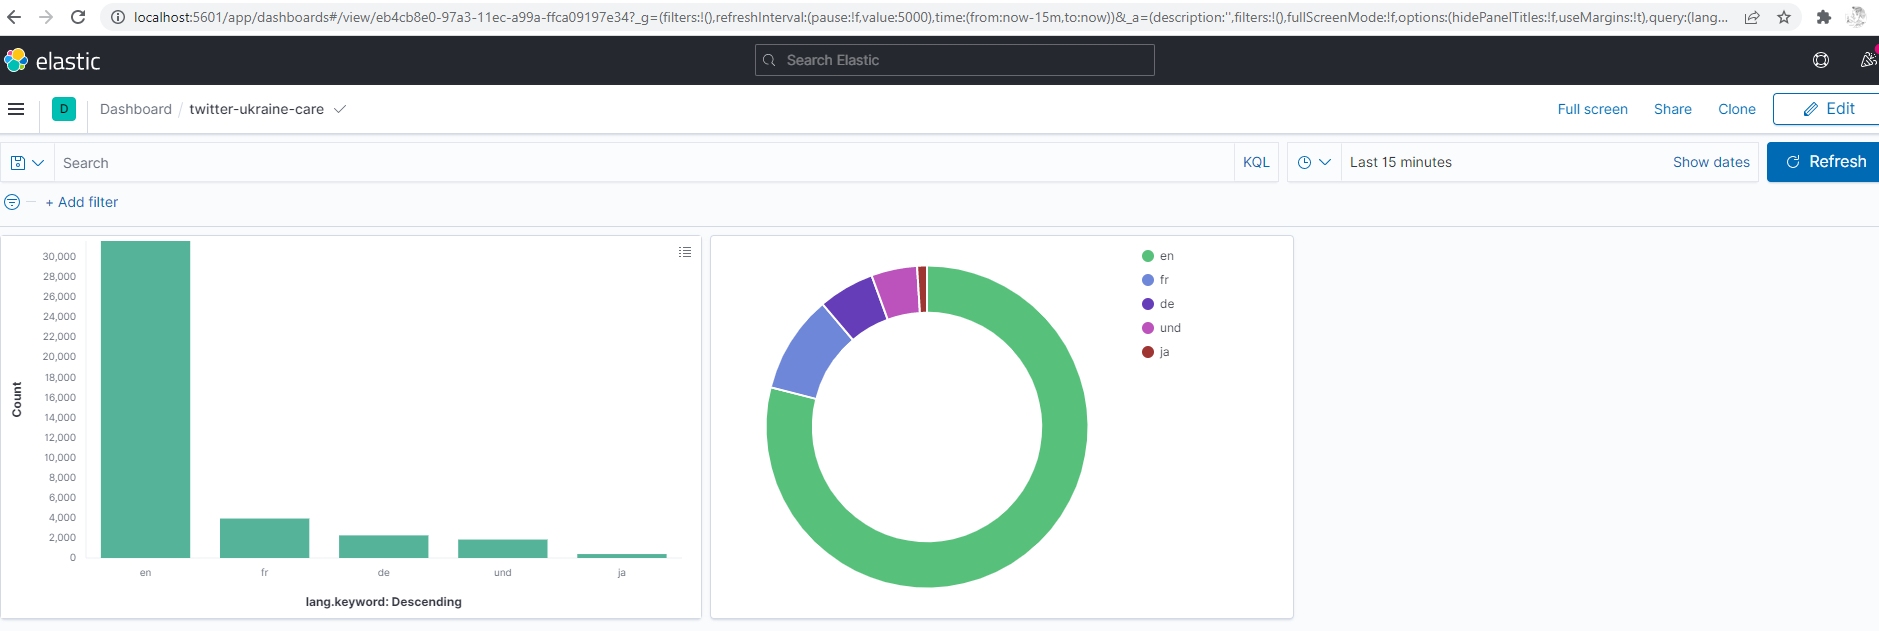 localhost:5601/app/dashboards#/view/eb4cb8e0-97a3-11ec-a99a-ffca09197e34?_g=(filters:!(),refreshInterval:(pause:!f,value:5000),time:(from:now-15m,to:now))&_a=(description:'',filters:!(),fullScreenMode:!f,options:(hidePanelTitles:!f,useMargins:!t),query:(lang...
elastic
Search Elastic
D Dashboard / twitter-ukraine-care
Full screen Share Clone Edit
Search KQL
Last 15 minutes Show dates Refresh
+ Add filter
Count
30,000
28,000
26,000
24,000
22,000
20,000
18,000
16,000
14,000
12,000
10,000
8,000
6,000
4,000
2,000
0
en fr de und ja
lang.keyword: Descending
en
fr
de
und
ja